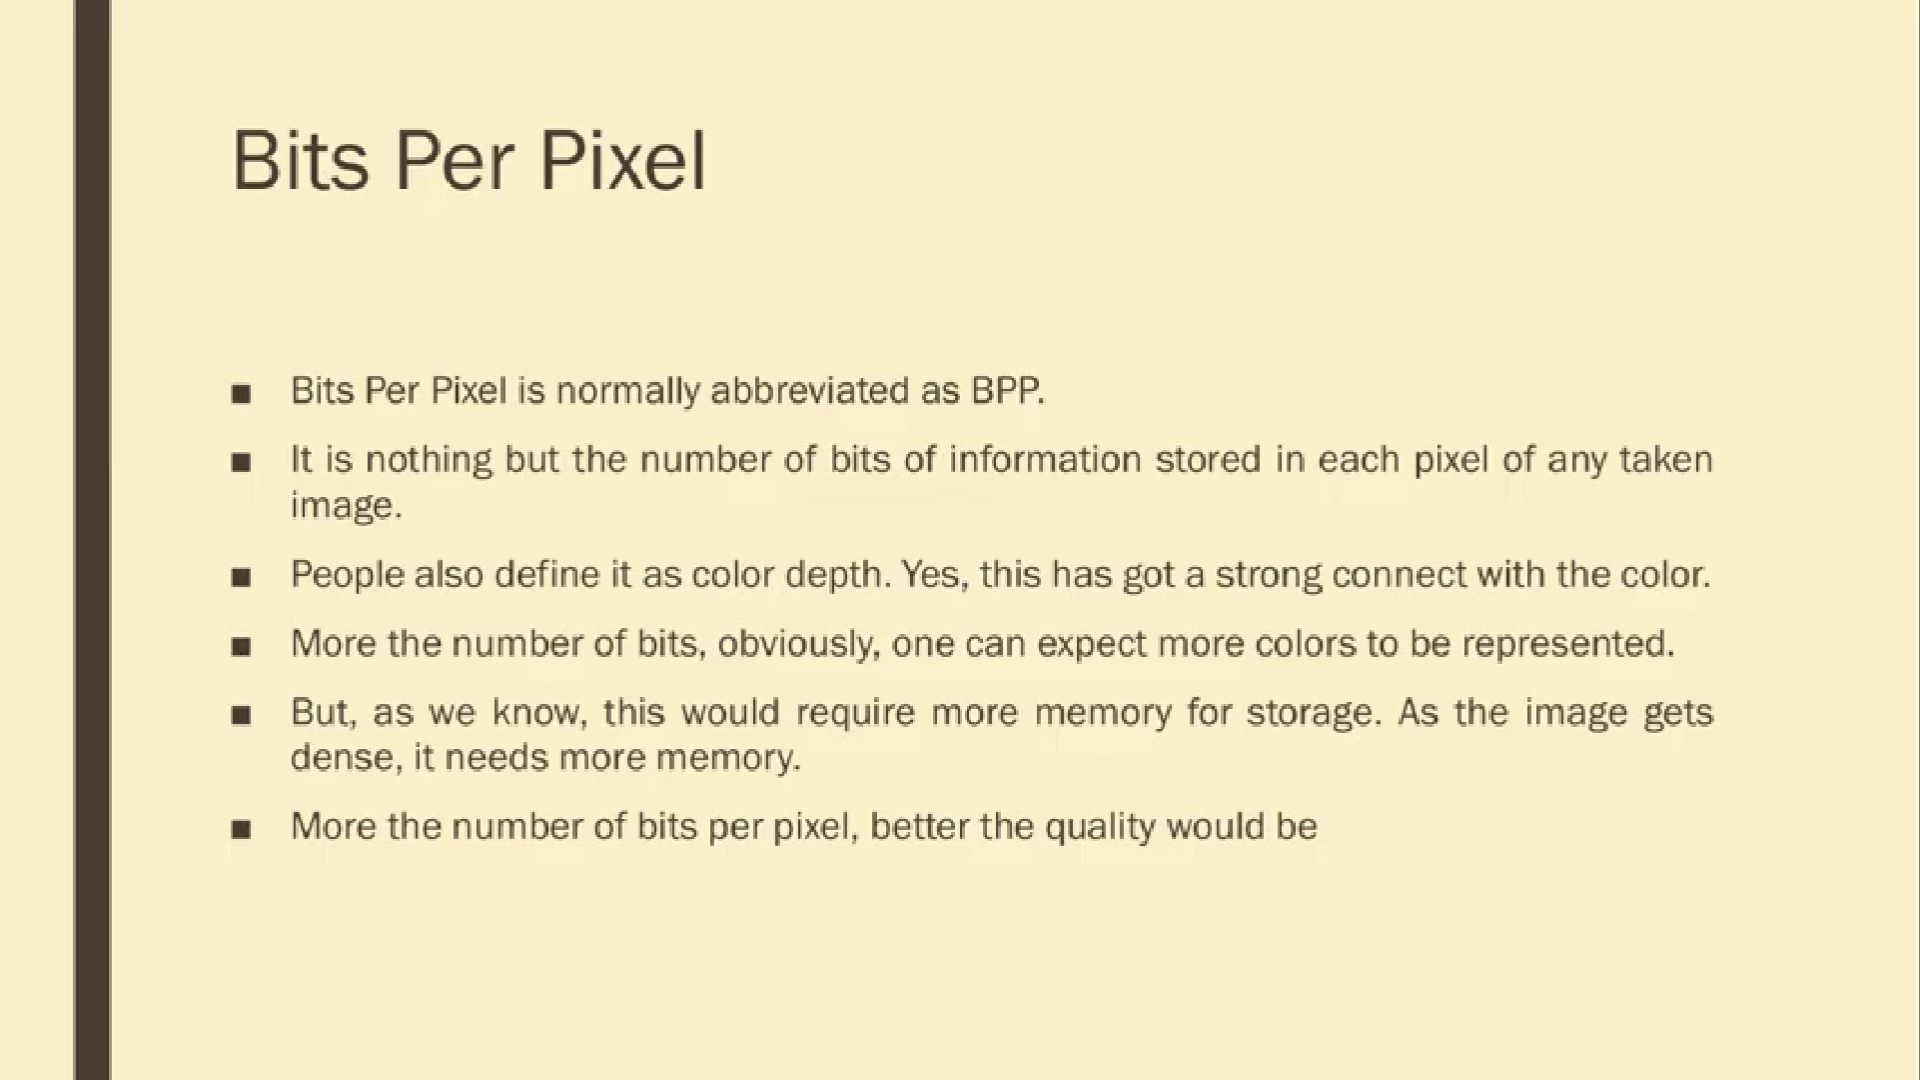 Bits Per Pixel
■ Bits Per Pixel is normally abbreviated as BPP.
■ It is nothing but the number of bits of information stored in each pixel of any taken
image.
■ People also define it as color depth. Yes, this has got a strong connect with the color.
■ More the number of bits, obviously, one can expect more colors to be represented.
■ But, as we know, this would require more memory for storage. As the image gets
dense, it needs more memory.
■ More the number of bits per pixel, better the quality would be